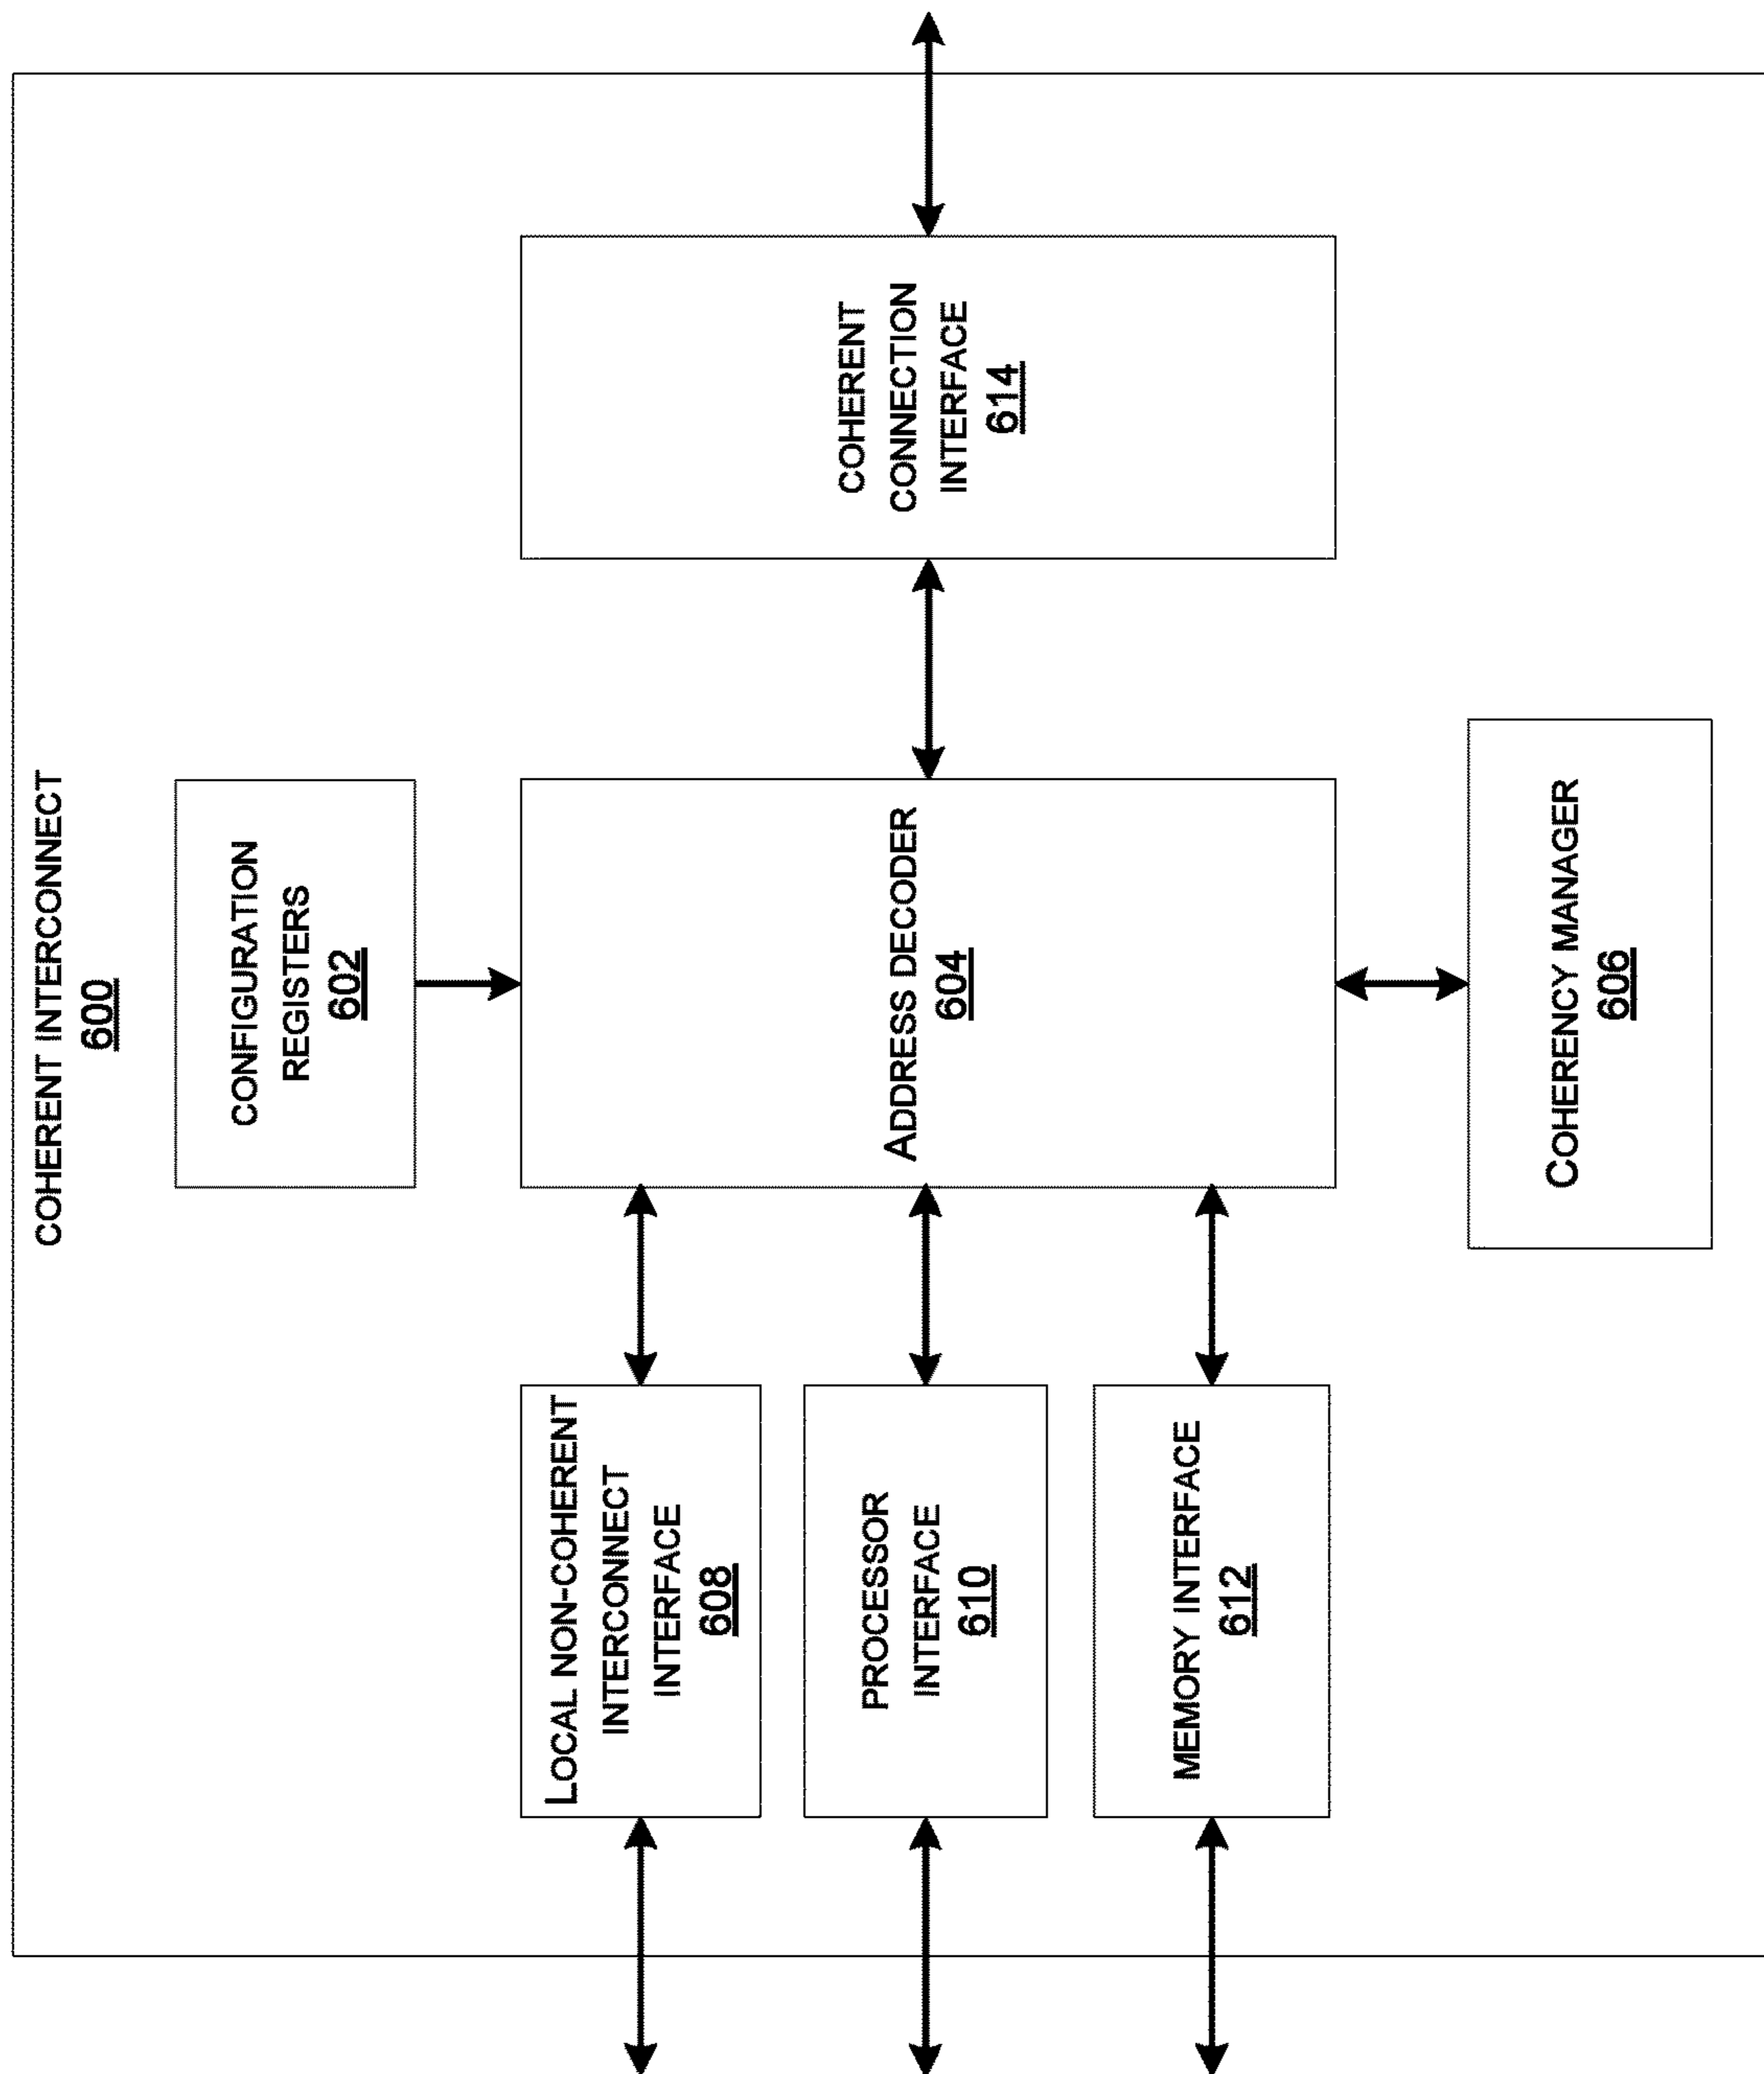 COHERENT INTERCONNECT
600
CONFIGURATION
REGISTERS
602
LOCAL NON-COHERENT
INTERCONNECT
INTERFACE
608
PROCESSOR
INTERFACE
610
MEMORY INTERFACE
612
ADDRESS DECODER
604
COHERENT
CONNECTION
INTERFACE
614
COHERENCY MANAGER
606